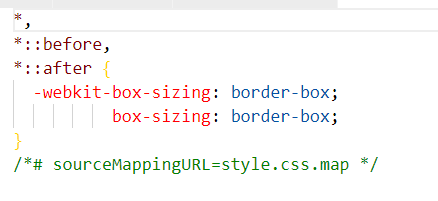 *,
*::before,
*::after {
  -webkit-box-sizing: border-box;
          box-sizing: border-box;
}
/*# sourceMappingURL=style.css.map */